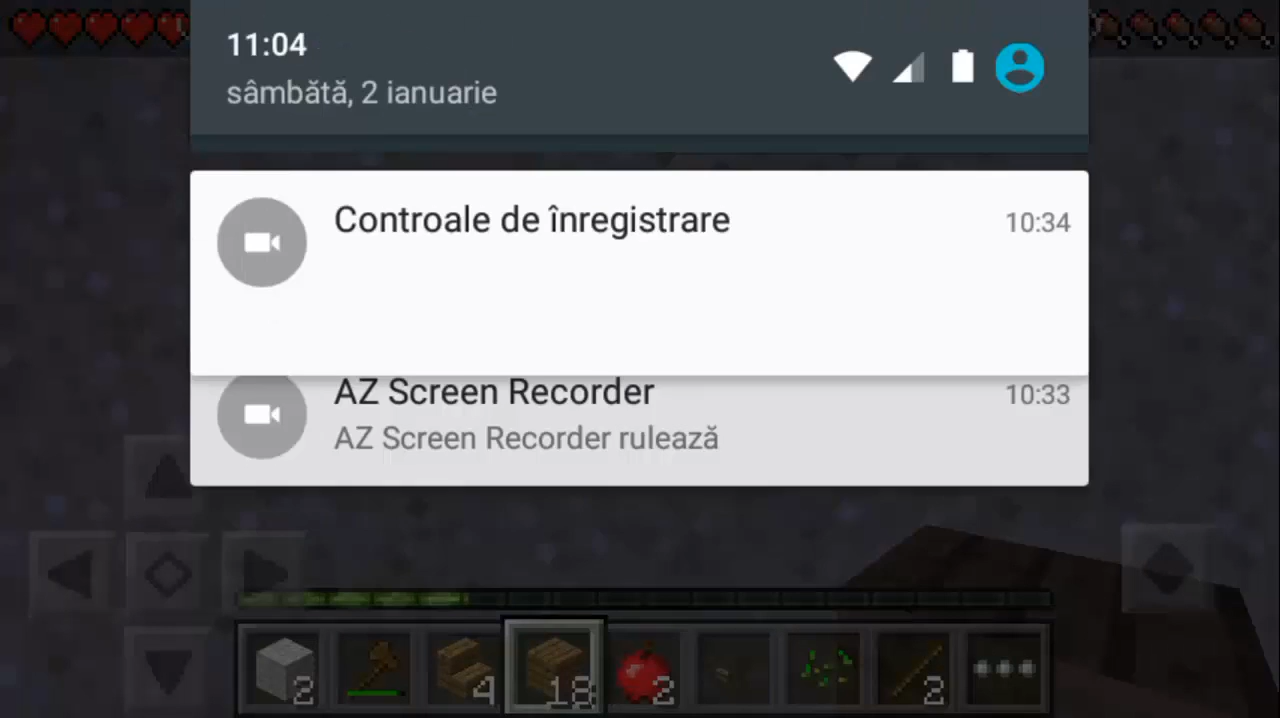 11:04
sâmbătă, 2 ianuarie
Controale de înregistrare
10:34
AZ Screen Recorder
10:33
AZ Screen Recorder rulează
2
4
18
2
2